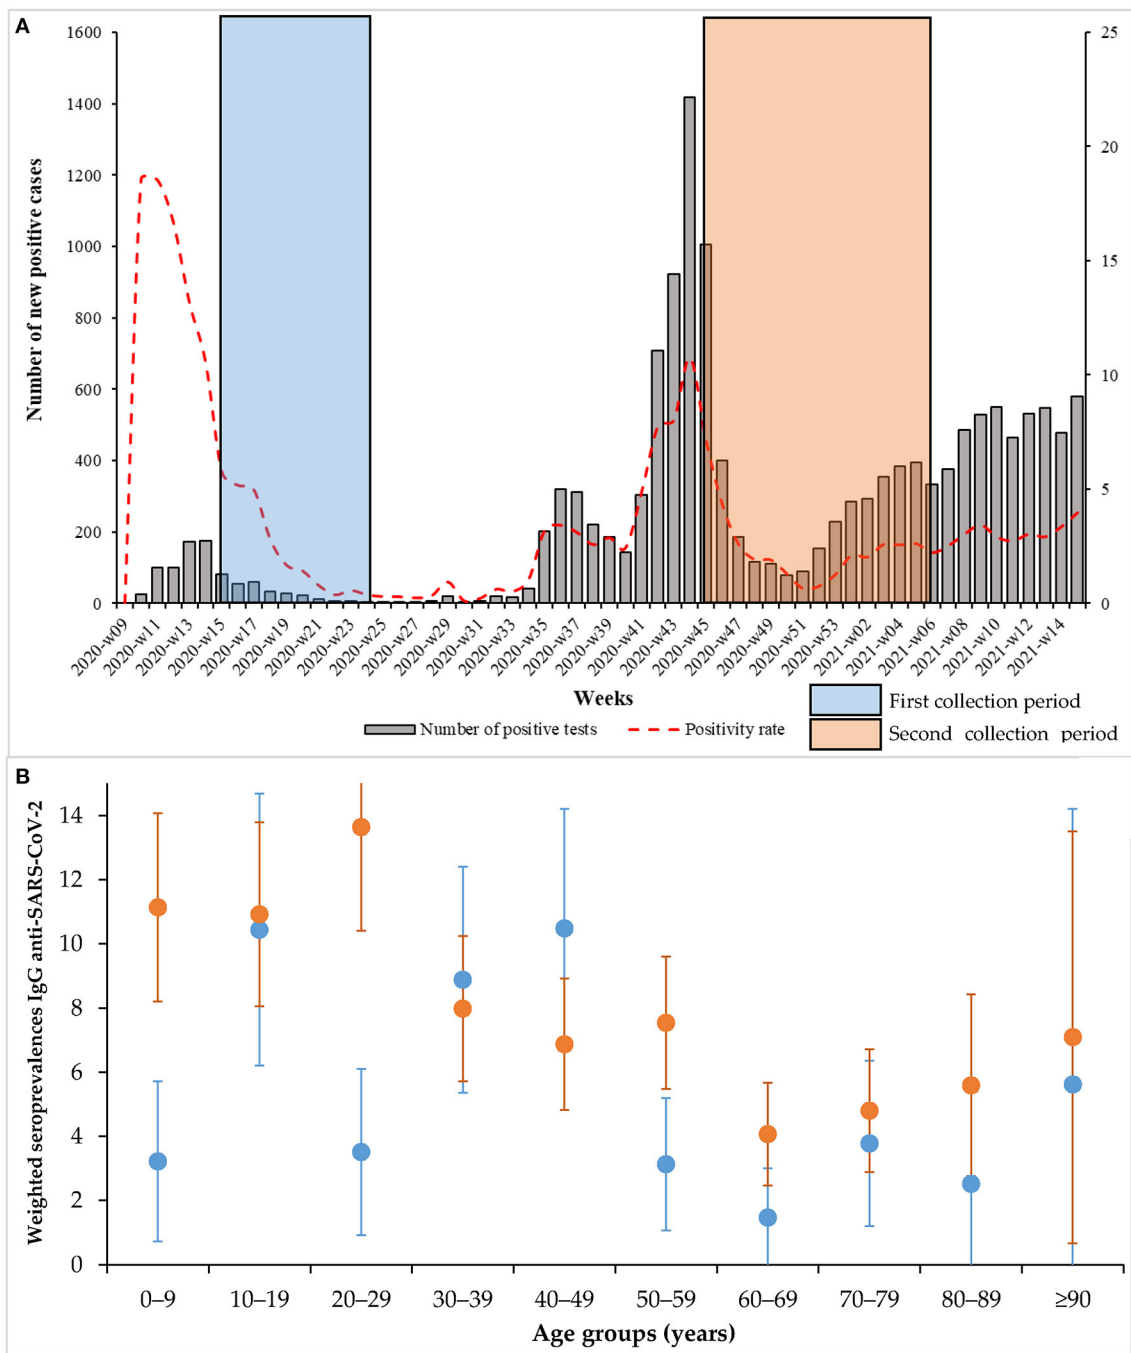 A
1600
1400
1200
1000
800
600
400
200
0
Number of new positive cases
25
20
15
10
5
0
2020-w09
2020-w11
2020-w13
2020-w15
2020-w17
2020-w19
2020-w21
2020-w23
2020-w25
2020-w27
2020-w29
2020-w31
2020-w33
2020-w35
2020-w37
2020-w39
2020-w41
2020-w43
2020-w45
2020-w47
2020-w49
2020-w51
2020-w53
2021-w02
2021-w04
2021-w06
2021-w08
2021-w10
2021-w12
2021-w14
Weeks
Number of positive tests
Positivity rate
First collection period
Second collection period
B
Weighted seroprevalences IgG anti-SARS-CoV-2
14
12
10
8
6
4
2
0
0–9
10–19
20–29
30–39
40–49
50–59
60–69
70–79
80–89
≥90
Age groups (years)